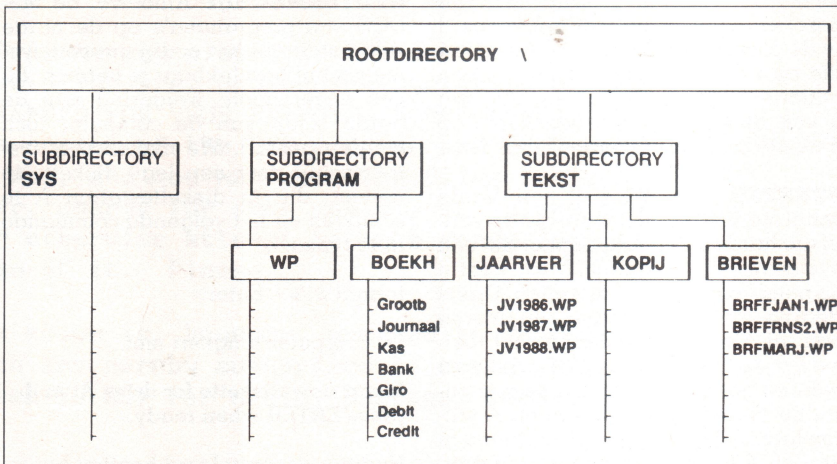 ROOTDIRECTORY \
SUBDIRECTORY
SYS
SUBDIRECTORY
PROGRAM
SUBDIRECTORY
TEKST
WP
BOEKH
JAARVER
KOPIJ
BRIEVEN
Grootb
Journaal
Kas
Bank
Giro
Debit
Credit
JV1986.WP
JV1987.WP
JV1988.WP
BRFFJAN1.WP
BRFFRNS2.WP
BRFMARJ.WP